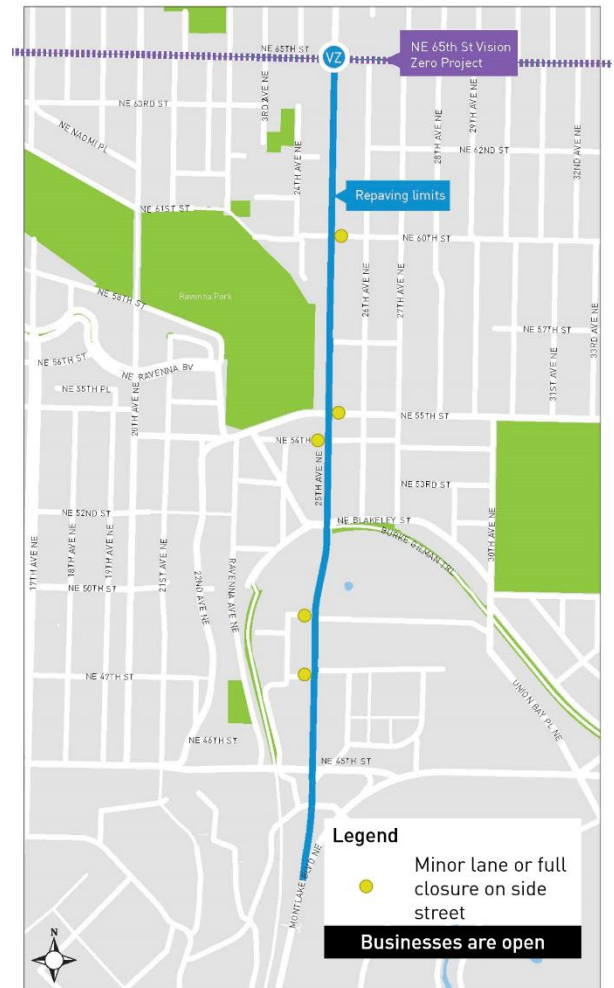 NE 65TH ST
VZ
NE 65th St Vision
Zero Project
3RD AVE NE
29TH AVE NE
28TH AVE NE
32ND AVE NE
NE 63RD ST
NE NAOMI PL
24TH AVE NE
NE 62ND ST
Repaving limits
NE 61ST ST
NE 60TH ST
Ravenna Park
NE 58TH ST
26TH AVE NE
27TH AVE NE
33RD AVE NE
NE 57TH ST
31ST AVE NE
NE 56TH ST
NE RAVENNA BV
NE 55TH PL
20TH AVE NE
NE 55TH ST
NE 54TH
25TH AVE NE
NE 53RD ST
NE 52ND ST
NE BLAKELEY ST
BURKE GILMAN TRL
30TH AVE NE
17TH AVE NE
18TH AVE NE
19TH AVE NE
21ST AVE NE
NE 50TH ST
22ND AVE NE
RAVENNA AVE NE
NE 47TH ST
UNION BAY PL NE
NE 46TH ST
NE 45TH ST
MONTLAKE BLVD NE
Legend
Minor lane or full
closure on side
street
Businesses are open
N